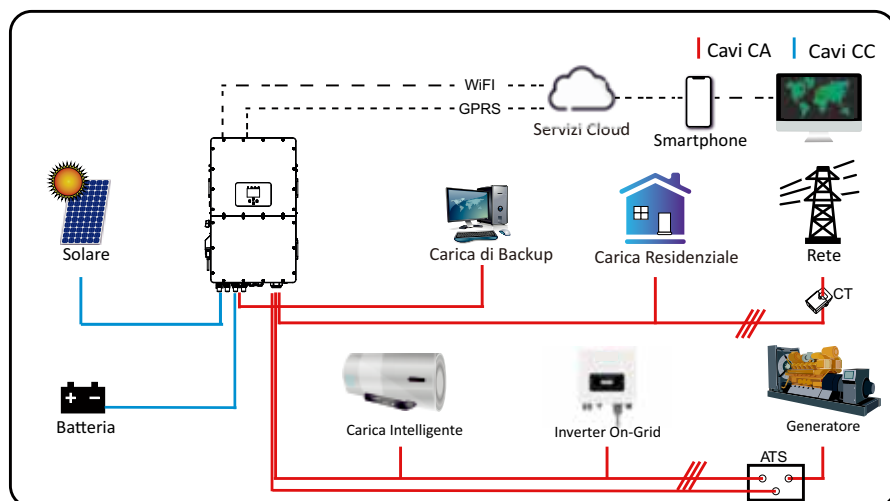 Cavi CA
Cavi CC
WiFI
GPRS
Servizi Cloud
Smartphone
Solare
Carica di Backup
Carica Residenziale
Rete
CT
Batteria
Carica Intelligente
Inverter On-Grid
Generatore
ATS